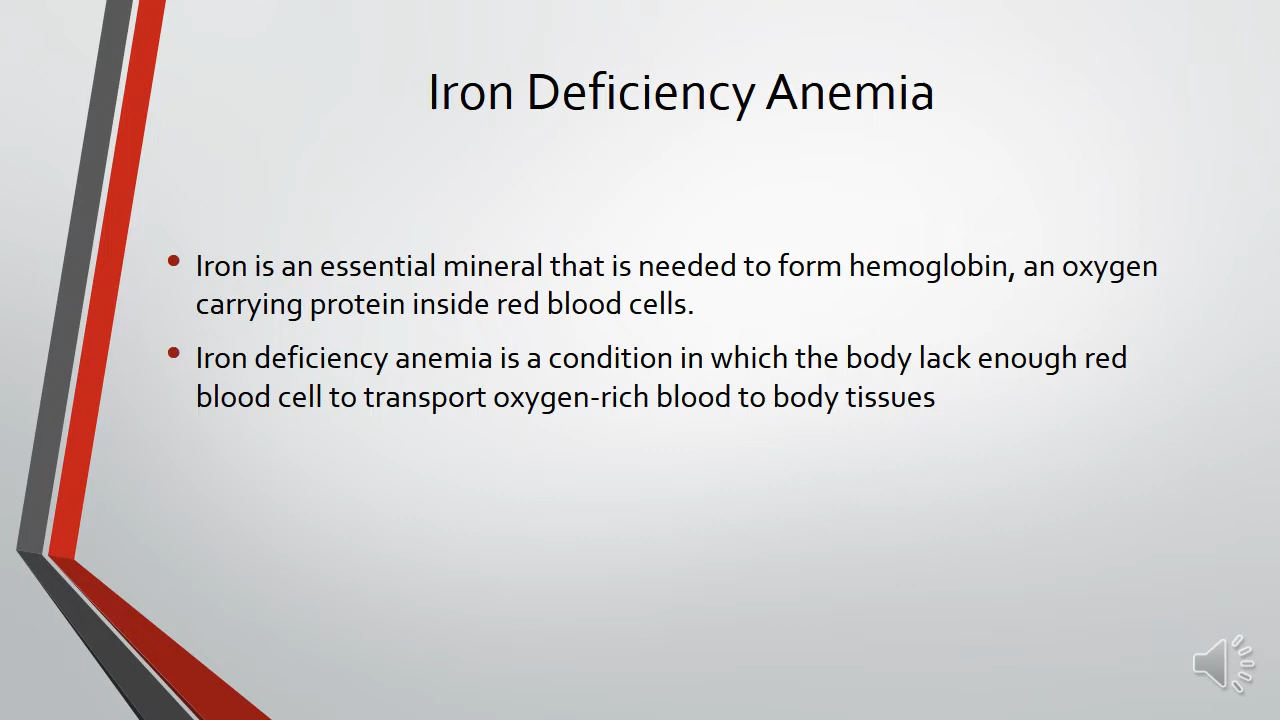 Iron Deficiency Anemia
• Iron is an essential mineral that is needed to form hemoglobin, an oxygen
carrying protein inside red blood cells.
• Iron deficiency anemia is a condition in which the body lack enough red
blood cell to transport oxygen-rich blood to body tissues